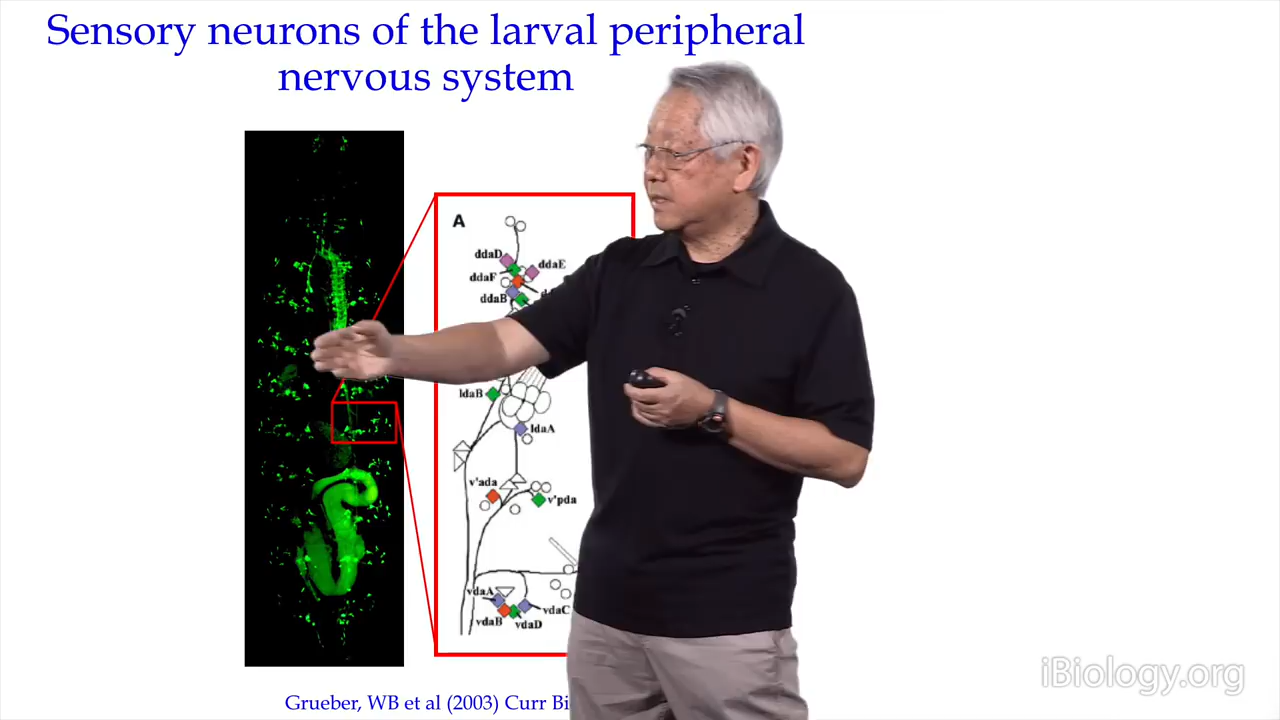 Sensory neurons of the larval peripheral
nervous system
A
ddaD
ddaE
ddaF
ddaB
ldaB
ldaA
v'ada
v'pda
vdaA
vdaC
vdaB
vdaD
Grueber, WB et al (2003) Curr Bi
iBiology.org